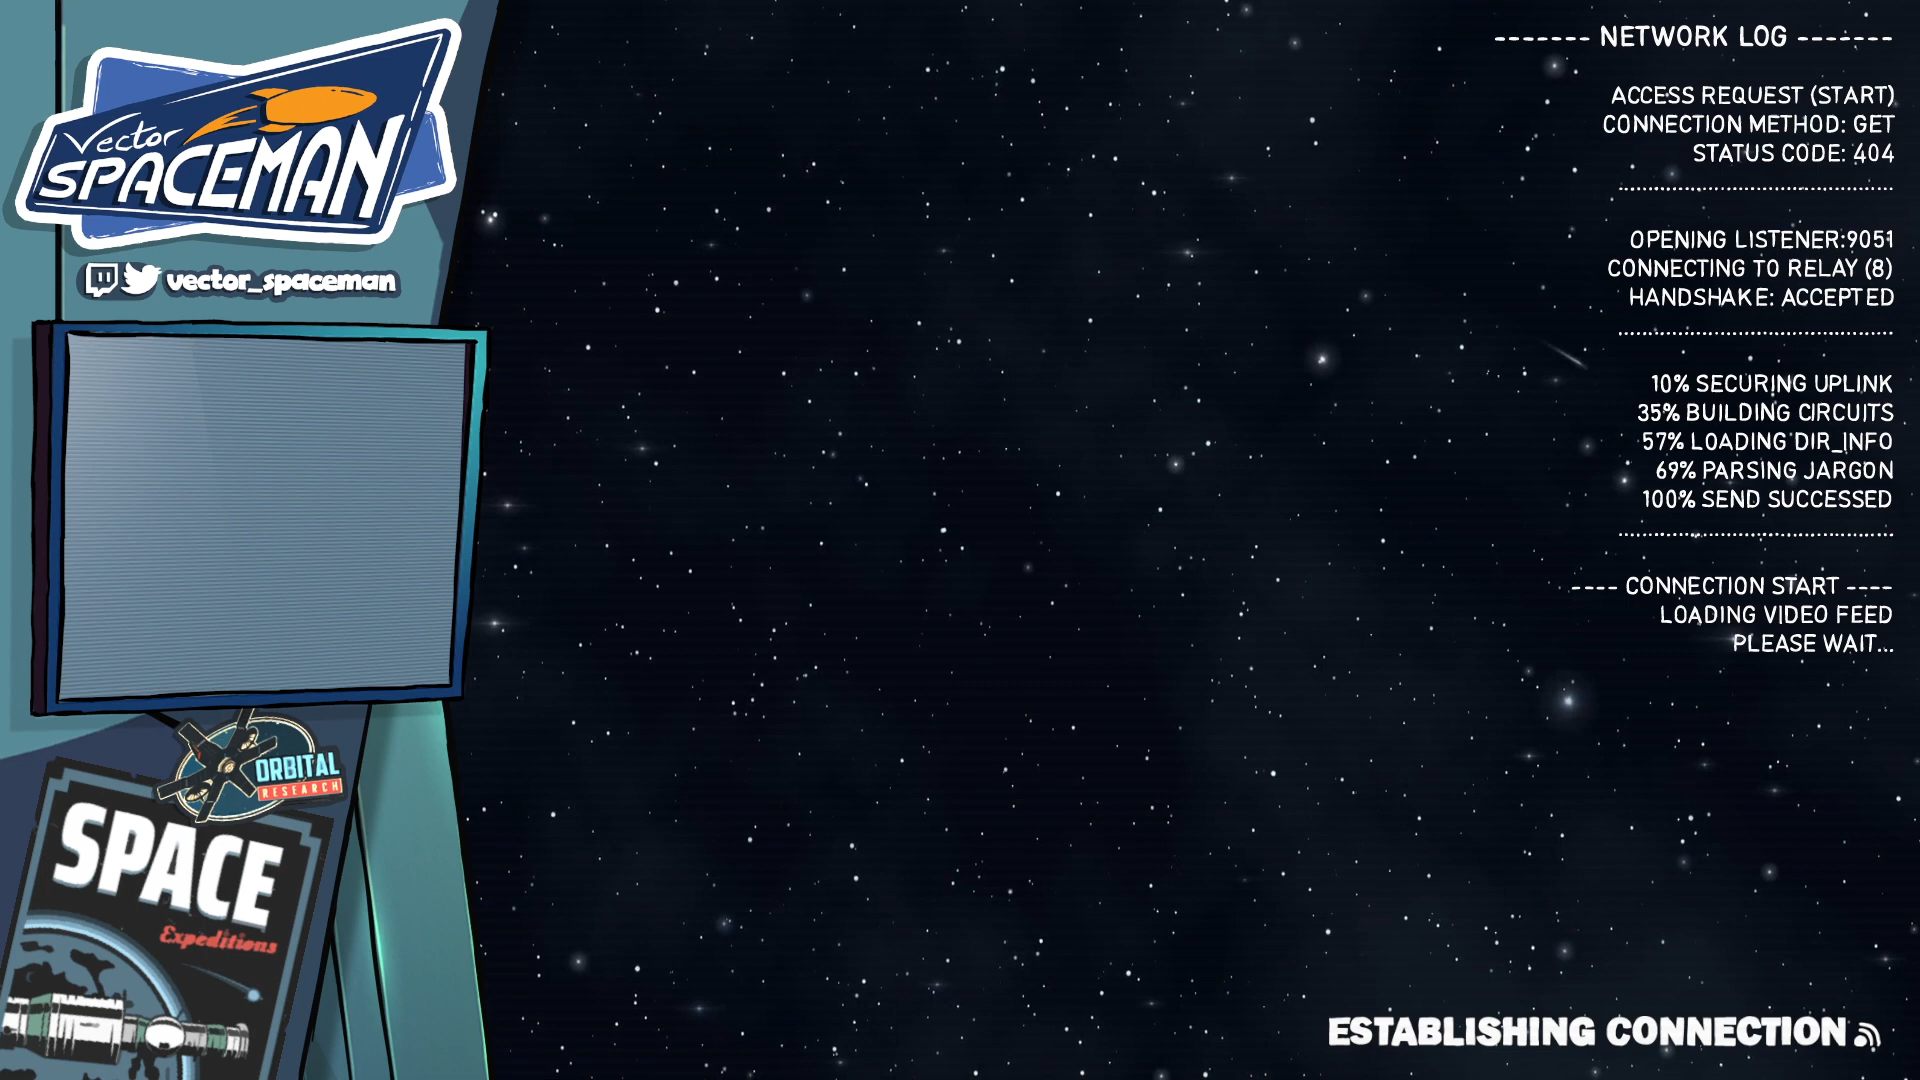 Vector
SPACEMAN
vector_spaceman
ORBITAL
RESEARCH
SPACE
Expeditions
------- NETWORK LOG -------
ACCESS REQUEST (START)
CONNECTION METHOD: GET
STATUS CODE: 404
OPENING LISTENER:9051
CONNECTING TO RELAY (8)
HANDSHAKE: ACCEPTED
10% SECURING UPLINK
35% BUILDING CIRCUITS
57% LOADING DIR_INFO
69% PARSING JARGON
100% SEND SUCCESSED
---- CONNECTION START ----
LOADING VIDEO FEED
PLEASE WAIT...
ESTABLISHING CONNECTION